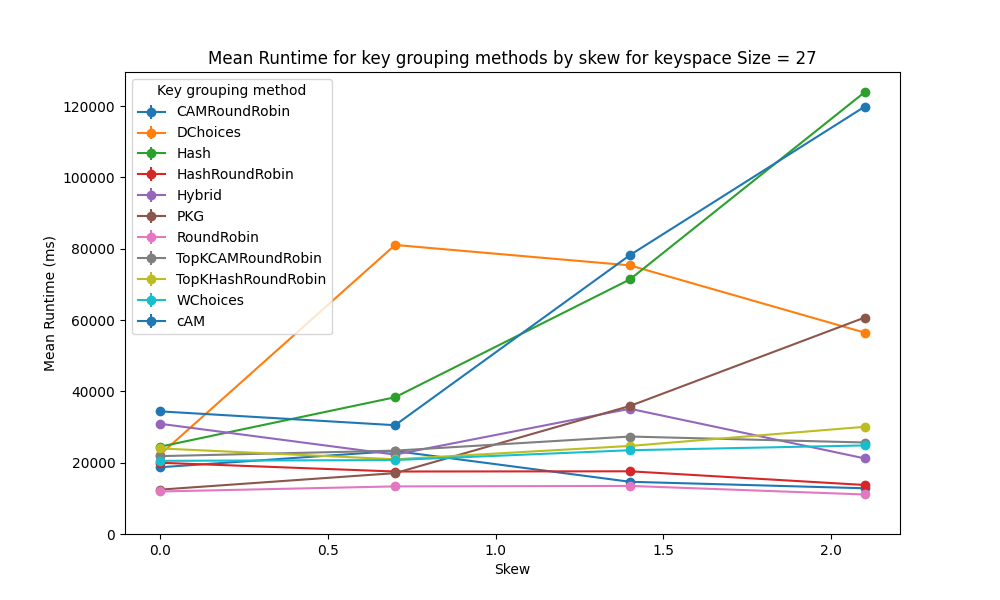 Mean Runtime for key grouping methods by skew for keyspace Size = 27
Key grouping method
CAMRoundRobin
DChoices
Hash
HashRoundRobin
Hybrid
PKG
RoundRobin
TopKCAMRoundRobin
TopKHashRoundRobin
WChoices
cAM
Mean Runtime (ms)
120000
100000
80000
60000
40000
20000
0
0.0 0.5 1.0 1.5 2.0
Skew